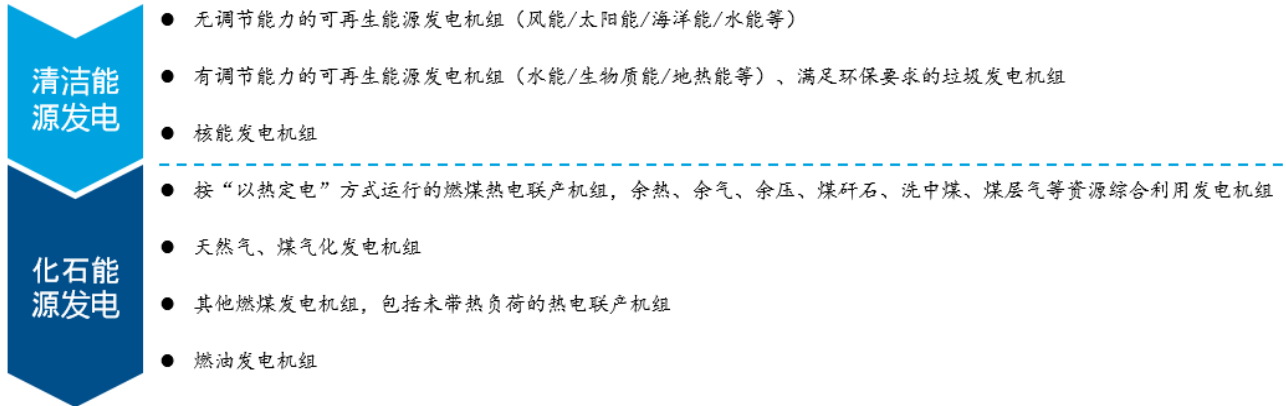 ● 无调节能力的可再生能源发电机组（风能/太阳能/海洋能/水能等）
清洁能
源发电
● 有调节能力的可再生能源发电机组（水能/生物质能/地热能等）、满足环保要求的垃圾发电机组
● 核能发电机组
● 按“以热定电”方式运行的燃煤热电联产机组，余热、余气、余压、煤矸石、洗中煤、煤层气等资源综合利用发电机组
化石能
源发电
● 天然气、煤气化发电机组
● 其他燃煤发电机组，包括未带热负荷的热电联产机组
● 燃油发电机组